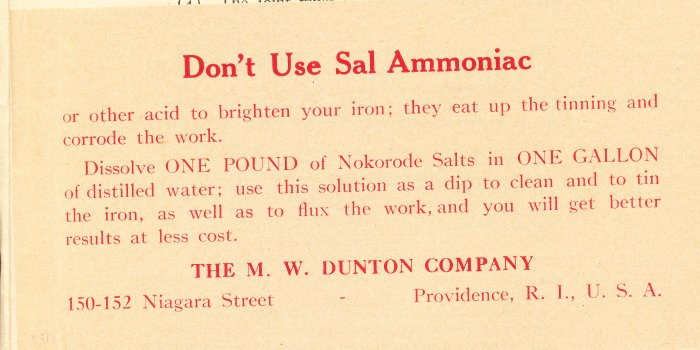 Don't Use Sal Ammoniac
or other acid to brighten your iron; they eat up the tinning and
corrode the work.
Dissolve ONE POUND of Nokorode Salts in ONE GALLON
of distilled water; use this solution as a dip to clean and to tin
the iron, as well as to flux the work, and you will get better
results at less cost.
THE M. W. DUNTON COMPANY
150-152 Niagara Street - Providence, R. I., U. S. A.